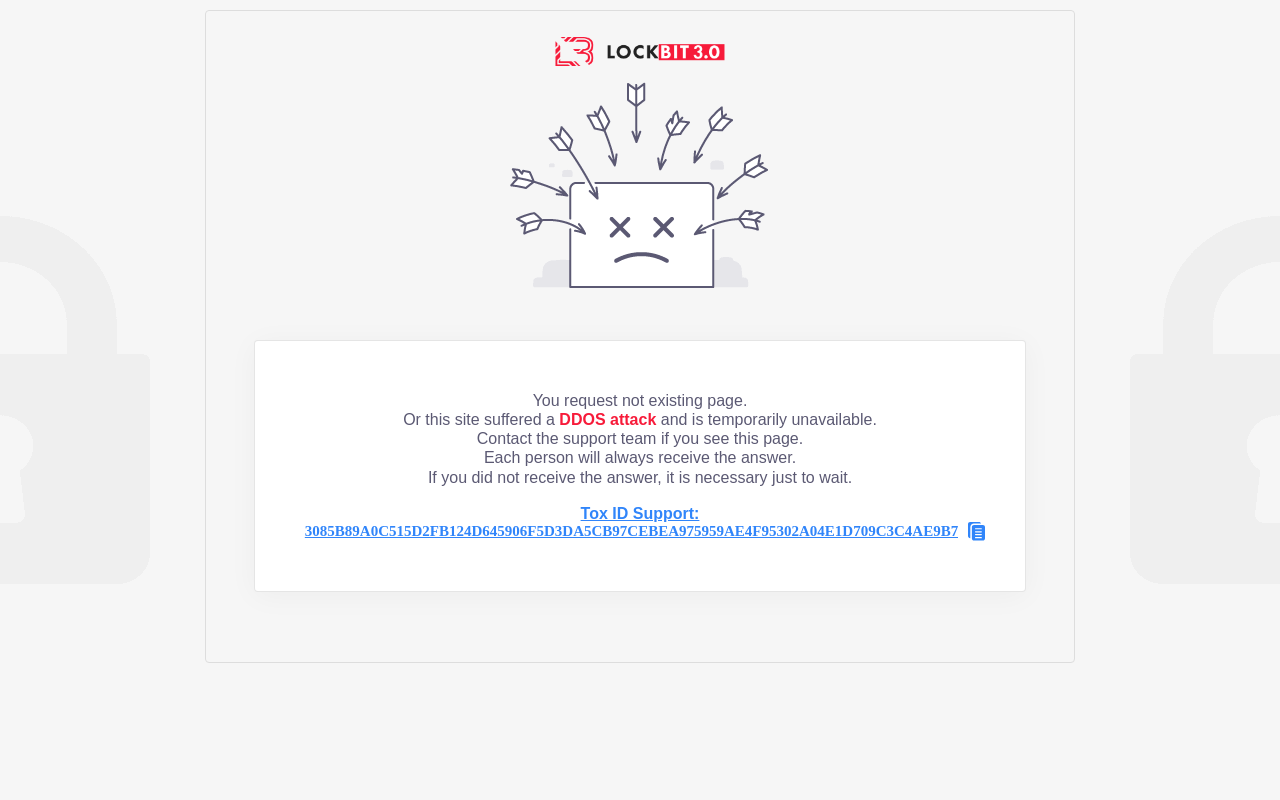 LOCKBIT 3.0
You request not existing page.
Or this site suffered a DDOS attack and is temporarily unavailable.
Contact the support team if you see this page.
Each person will always receive the answer.
If you did not receive the answer, it is necessary just to wait.
Tox ID Support:
3085B89A0C515D2FB124D645906F5D3DA5CB97CEBEA975959AE4F95302A04E1D709C3C4AE9B7